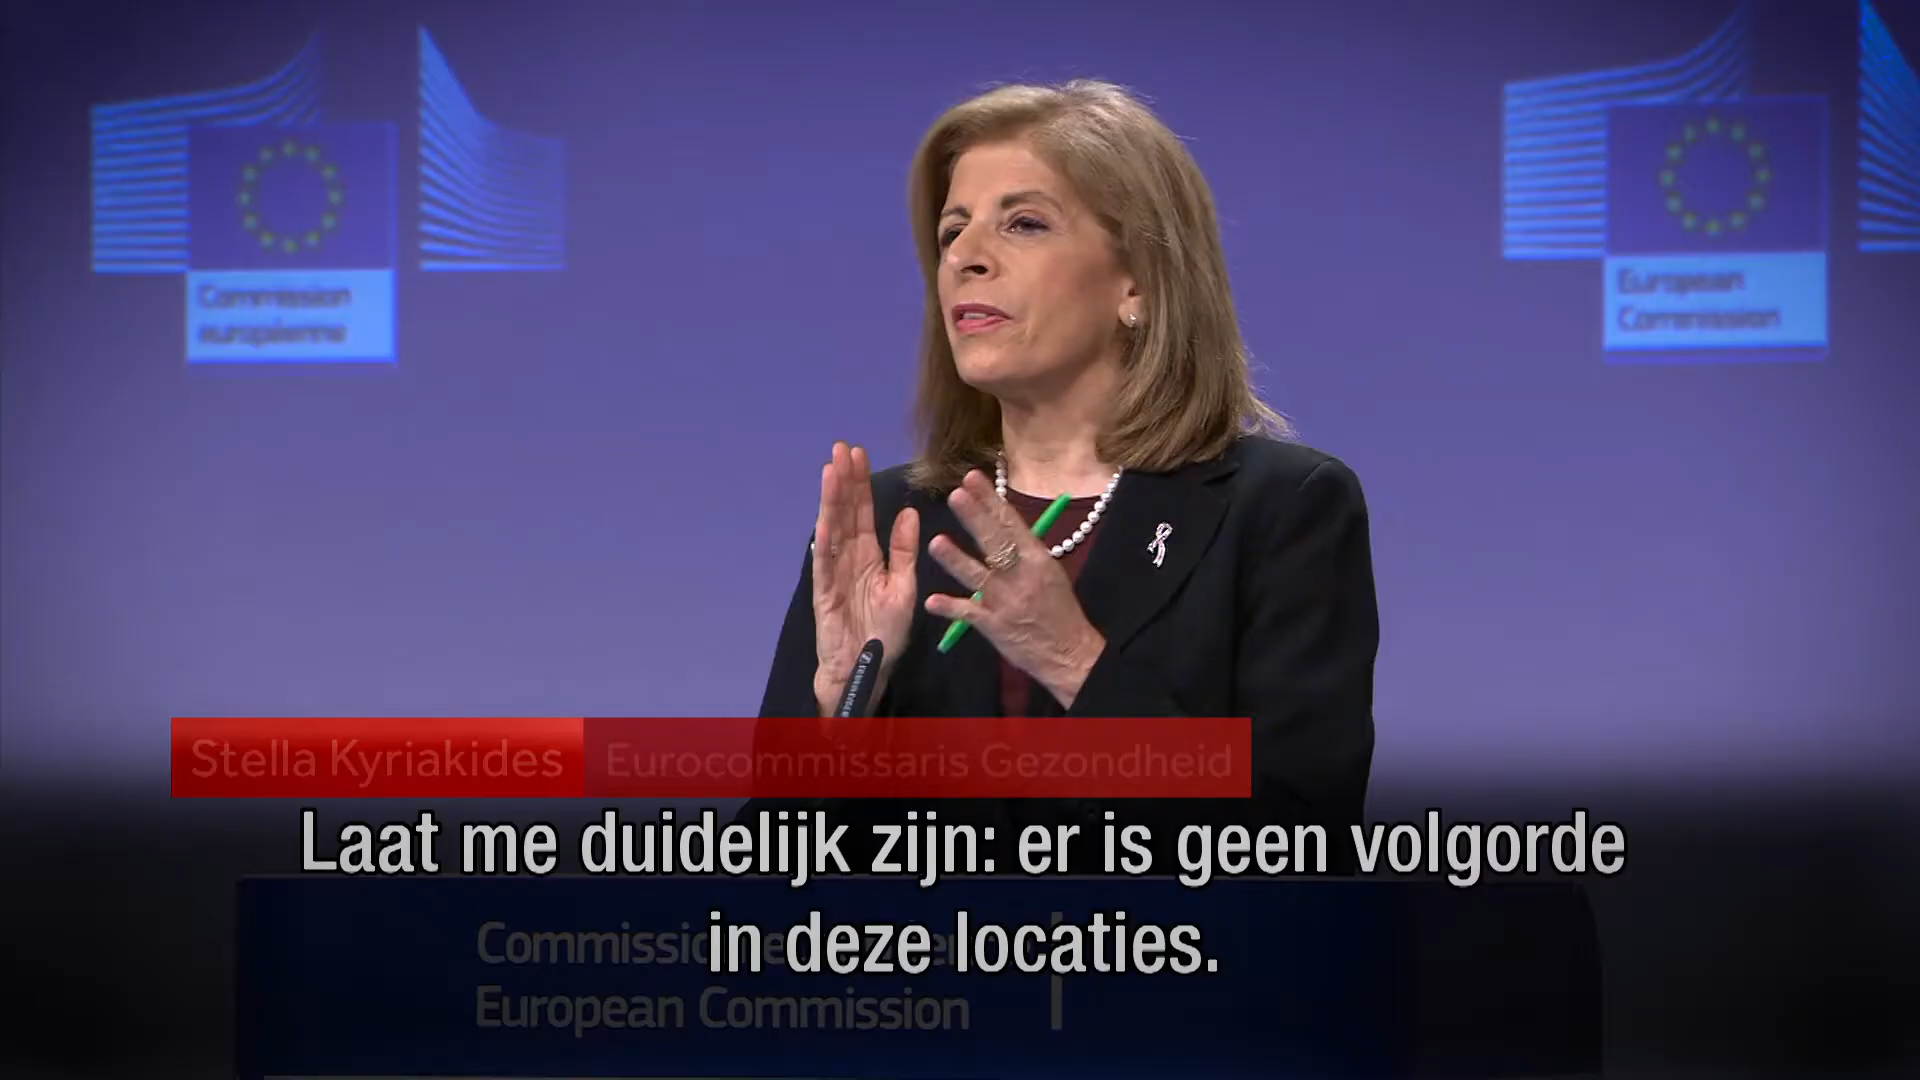 Commission
européenne
European
Commission
Stella Kyriakides
Eurocommissaris Gezondheid
Laat me duidelijk zijn: er is geen volgorde
in deze locaties.
European Commission